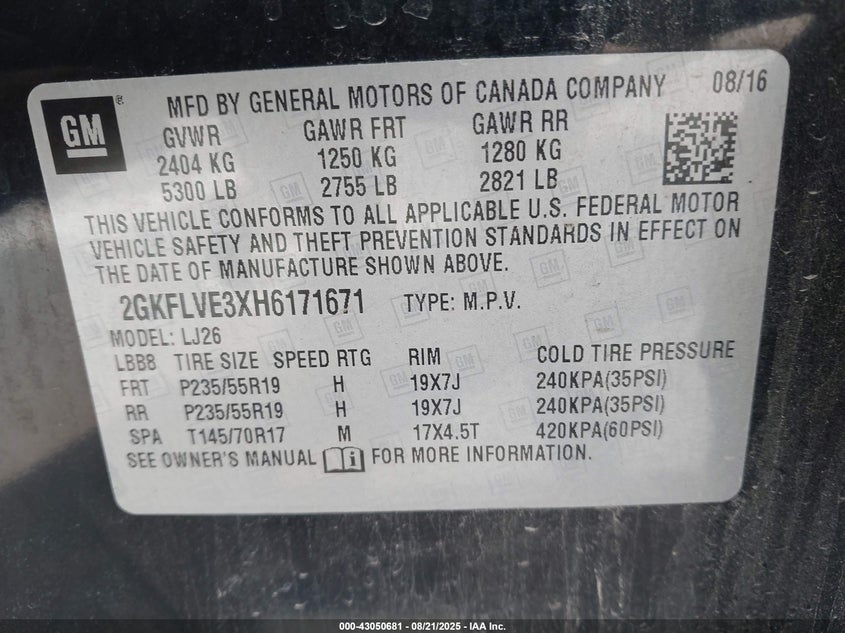 GM ® MFD BY GENERAL MOTORS OF CANADA COMPANY 08/16
GVWR GAWR FRT GAWR RR
2404 KG 1250 KG 1280 KG
5300 LB 2755 LB 2821 LB
THIS VEHICLE CONFORMS TO ALL APPLICABLE U.S. FEDERAL MOTOR
VEHICLE SAFETY AND THEFT PREVENTION STANDARDS IN EFFECT ON
THE DATE OF MANUFACTURE SHOWN ABOVE.
2GKFLVE3XH6171671 TYPE: M.P.V.
MODEL: LJ26
LBB8 TIRE SIZE SPEED RTG RIM COLD TIRE PRESSURE
FRT P235/55R19 H 19X7J 240KPA(35PSI)
RR P235/55R19 H 19X7J 240KPA(35PSI)
SPA T145/70R17 M 17X4.5T 420KPA(60PSI)
SEE OWNER'S MANUAL i FOR MORE INFORMATION.
000-43050681 - 08/21/2025 - IAA Inc.